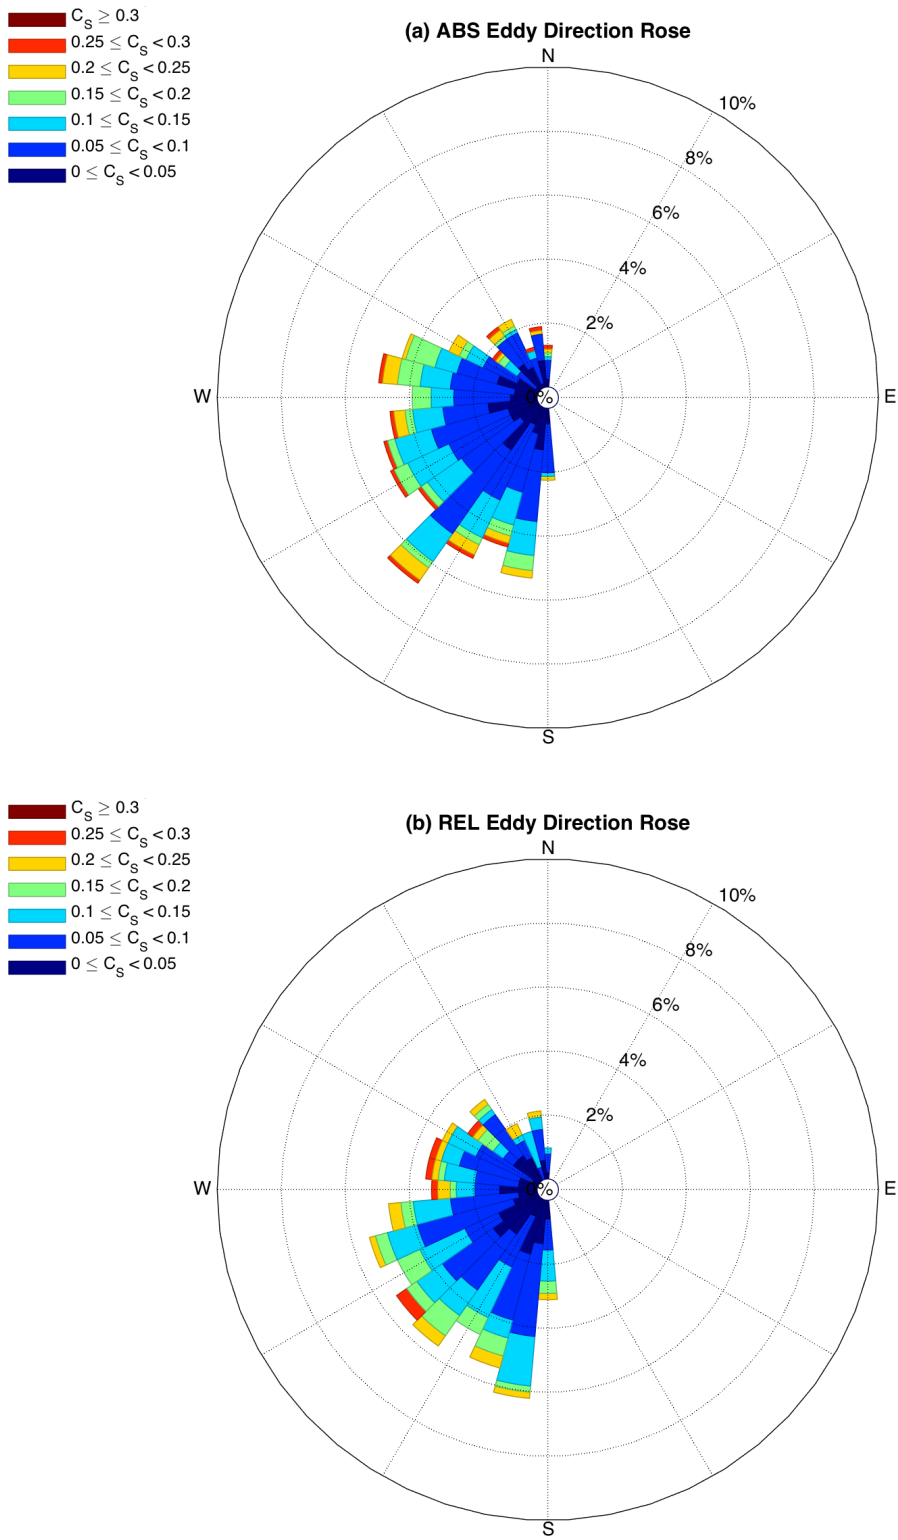 C_S ≥ 0.3
0.25 ≤ C_S < 0.3
0.2 ≤ C_S < 0.25
0.15 ≤ C_S < 0.2
0.1 ≤ C_S < 0.15
0.05 ≤ C_S < 0.1
0 ≤ C_S < 0.05
(a) ABS Eddy Direction Rose
N
10%
8%
6%
4%
2%
W
0%
E
S
C_S ≥ 0.3
0.25 ≤ C_S < 0.3
0.2 ≤ C_S < 0.25
0.15 ≤ C_S < 0.2
0.1 ≤ C_S < 0.15
0.05 ≤ C_S < 0.1
0 ≤ C_S < 0.05
(b) REL Eddy Direction Rose
N
10%
8%
6%
4%
2%
W
0%
E
S